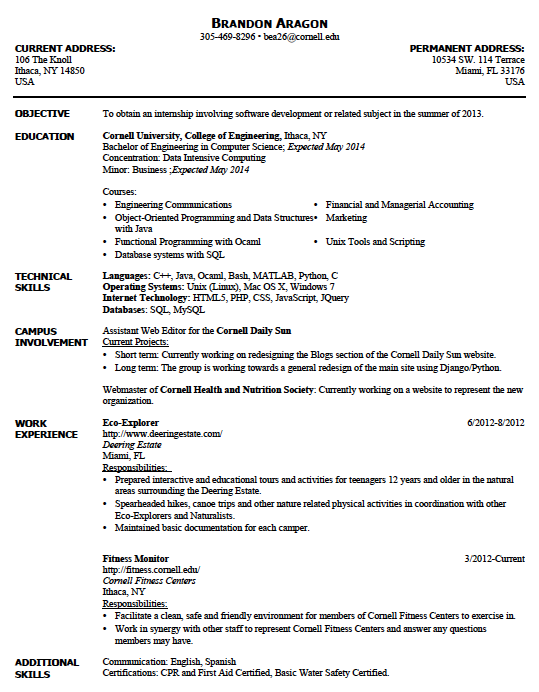 BRANDON ARAGON
305-469-8296 • bea26@cornell.edu
CURRENT ADDRESS:
106 The Knoll
Ithaca, NY 14850
USA
PERMANENT ADDRESS:
10534 SW. 114 Terrace
Miami, FL 33176
USA
OBJECTIVE
To obtain an internship involving software development or related subject in the summer of 2013.
EDUCATION
Cornell University, College of Engineering, Ithaca, NY
Bachelor of Engineering in Computer Science; Expected May 2014
Concentration: Data Intensive Computing
Minor: Business ;Expected May 2014
Courses:
• Engineering Communications
• Object-Oriented Programming and Data Structures
with Java
• Functional Programming with Ocaml
• Database systems with SQL
• Financial and Managerial Accounting
• Marketing
• Unix Tools and Scripting
TECHNICAL
SKILLS
Languages: C++, Java, Ocaml, Bash, MATLAB, Python, C
Operating Systems: Unix (Linux), Mac OS X, Windows 7
Internet Technology: HTML5, PHP, CSS, JavaScript, JQuery
Databases: SQL, MySQL
CAMPUS
INVOLVEMENT
Assistant Web Editor for the Cornell Daily Sun
Current Projects:
• Short term: Currently working on redesigning the Blogs section of the Cornell Daily Sun website.
• Long term: The group is working towards a general redesign of the main site using Django/Python.
Webmaster of Cornell Health and Nutrition Society: Currently working on a website to represent the new
organization.
WORK
EXPERIENCE
Eco-Explorer 6/2012-8/2012
http://www.deeringestate.com/
Deering Estate
Miami, FL
Responsibilities:
• Prepared interactive and educational tours and activities for teenagers 12 years and older in the natural
areas surrounding the Deering Estate.
• Spearheaded hikes, canoe trips and other nature related physical activities in coordination with other
Eco-Explorers and Naturalists.
• Maintained basic documentation for each camper.
Fitness Monitor 3/2012-Current
http://fitness.cornell.edu/
Cornell Fitness Centers
Ithaca, NY
Responsibilities:
• Facilitate a clean, safe and friendly environment for members of Cornell Fitness Centers to exercise in.
• Work in synergy with other staff to represent Cornell Fitness Centers and answer any questions
members may have.
ADDITIONAL
SKILLS
Communication: English, Spanish
Certifications: CPR and First Aid Certified, Basic Water Safety Certified.